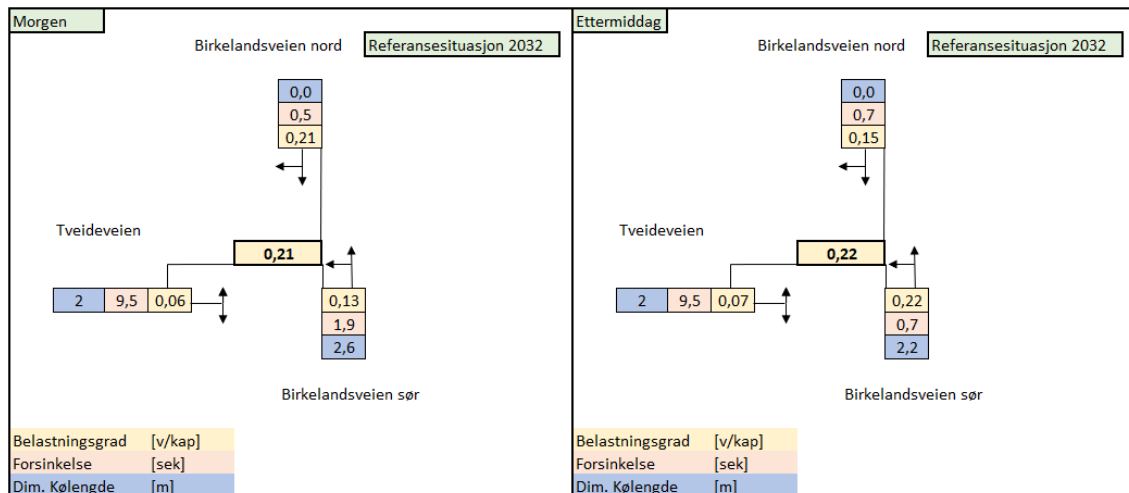 Morgen
Birkelandsveien nord
Referansesituasjon 2032
0,0
0,5
0,21
Tveideveien
0,21
2 9,5 0,06
0,13
1,9
2,6
Birkelandsveien sør
Belastningsgrad [v/kap]
Forsinkelse [sek]
Dim. Kølengde [m]
Ettermiddag
Birkelandsveien nord
Referansesituasjon 2032
0,0
0,7
0,15
Tveideveien
0,22
2 9,5 0,07
0,22
0,7
2,2
Birkelandsveien sør
Belastningsgrad [v/kap]
Forsinkelse [sek]
Dim. Kølengde [m]